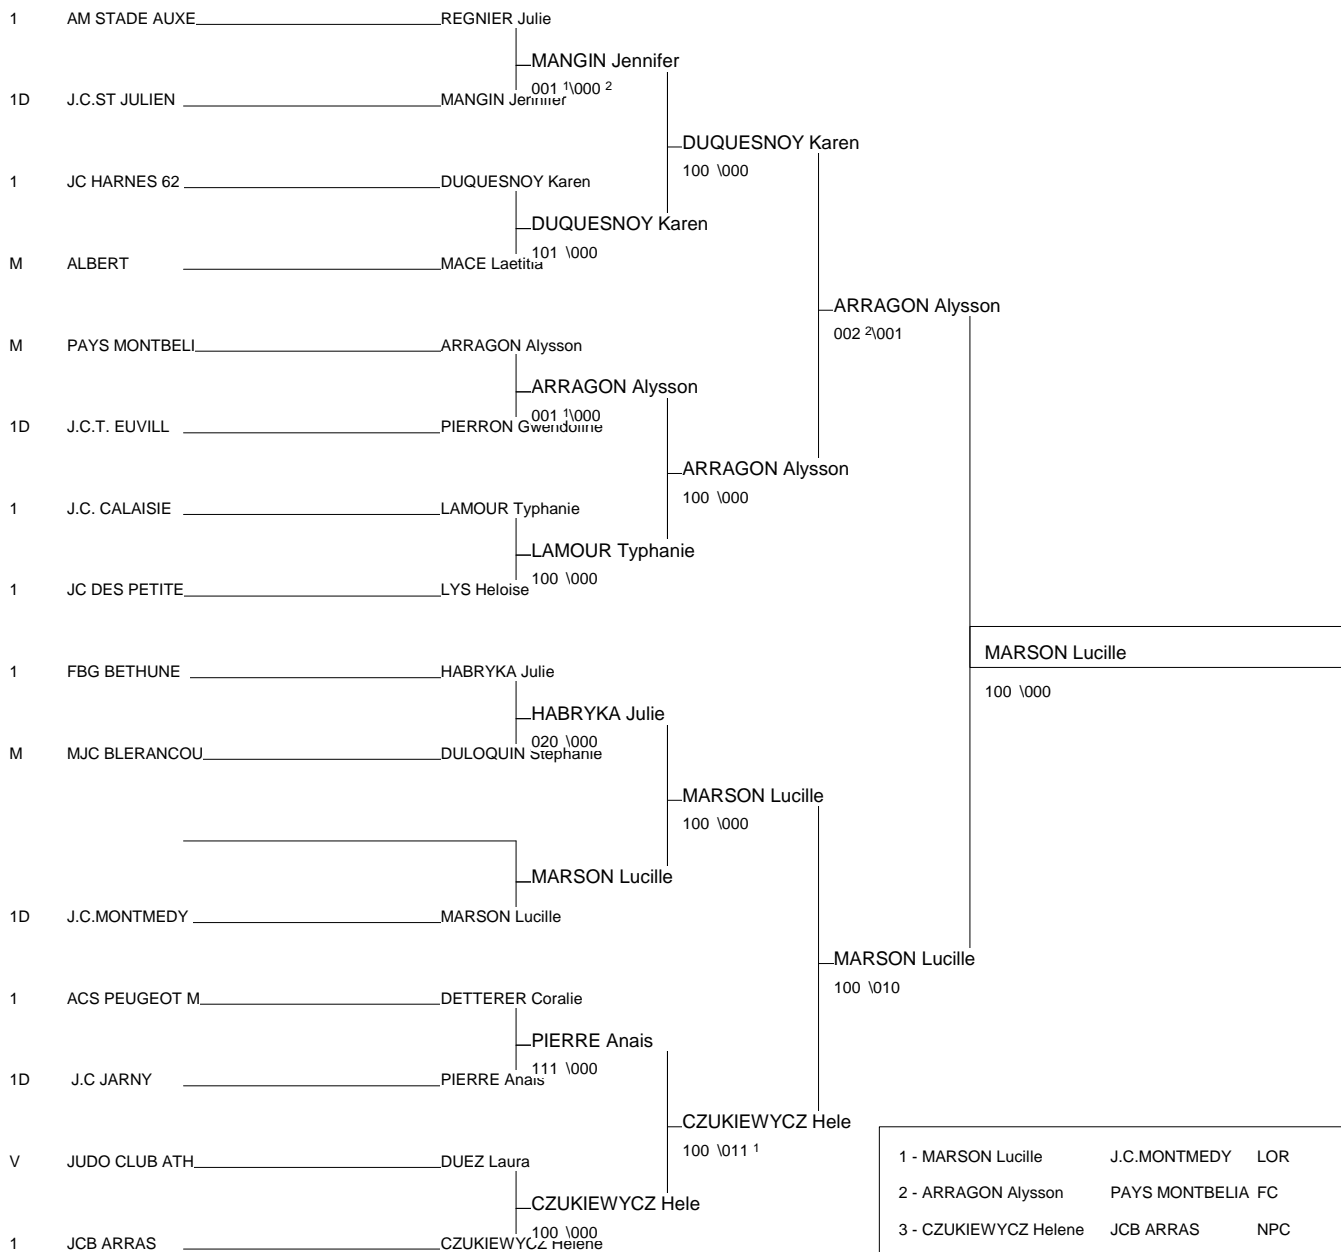 1 AM STADE AUXE REGNIER Julie
MANGIN Jennifer
001 1\000 2
1D J.C.ST JULIEN MANGIN Jennifer
DUQUESNOY Karen
100 \000
1 JC HARNES 62 DUQUESNOY Karen
DUQUESNOY Karen
101 \000
M ALBERT MACE Laetitia
ARRAGON Alysson
002 2\001
M PAYS MONTBELI ARRAGON Alysson
ARRAGON Alysson
001 1\000
1D J.C.T. EUVILL PIERRON Gwendoline
ARRAGON Alysson
100 \000
1 J.C. CALAISIE LAMOUR Typhanie
LAMOUR Typhanie
100 \000
1 JC DES PETITE LYS Heloise
MARSON Lucille
100 \000
1 FBG BETHUNE HABRYKA Julie
HABRYKA Julie
020 \000
M MJC BLERANCOU DULOQUIN Stephanie
MARSON Lucille
100 \000
MARSON Lucille
1D J.C.MONTMEDY MARSON Lucille
MARSON Lucille
100 \010
1 ACS PEUGEOT M DETTERER Coralie
PIERRE Anais
111 \000
1D J.C JARNY PIERRE Anais
CZUKIEWYCZ Hele
100 \011 1
V JUDO CLUB ATH DUEZ Laura
CZUKIEWYCZ Hele
100 \000
1 JCB ARRAS CZUKIEWYCZ Helene
1 - MARSON Lucille J.C.MONTMEDY LOR
2 - ARRAGON Alysson PAYS MONTBELIA FC
3 - CZUKIEWYCZ Helene JCB ARRAS NPC